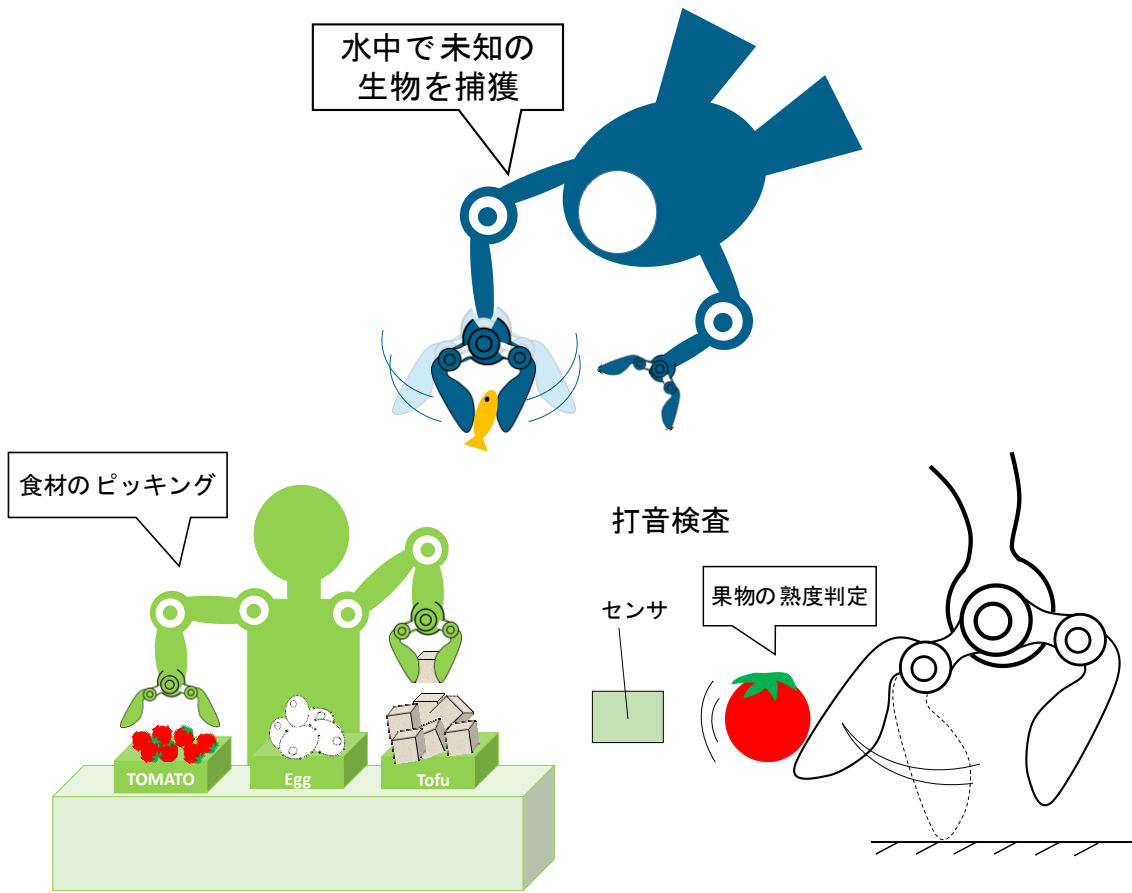 水中で未知の
生物を捕獲
食材のピッキング
打音検査
果物の熟度判定
センサ
TOMATO
Egg
Tofu